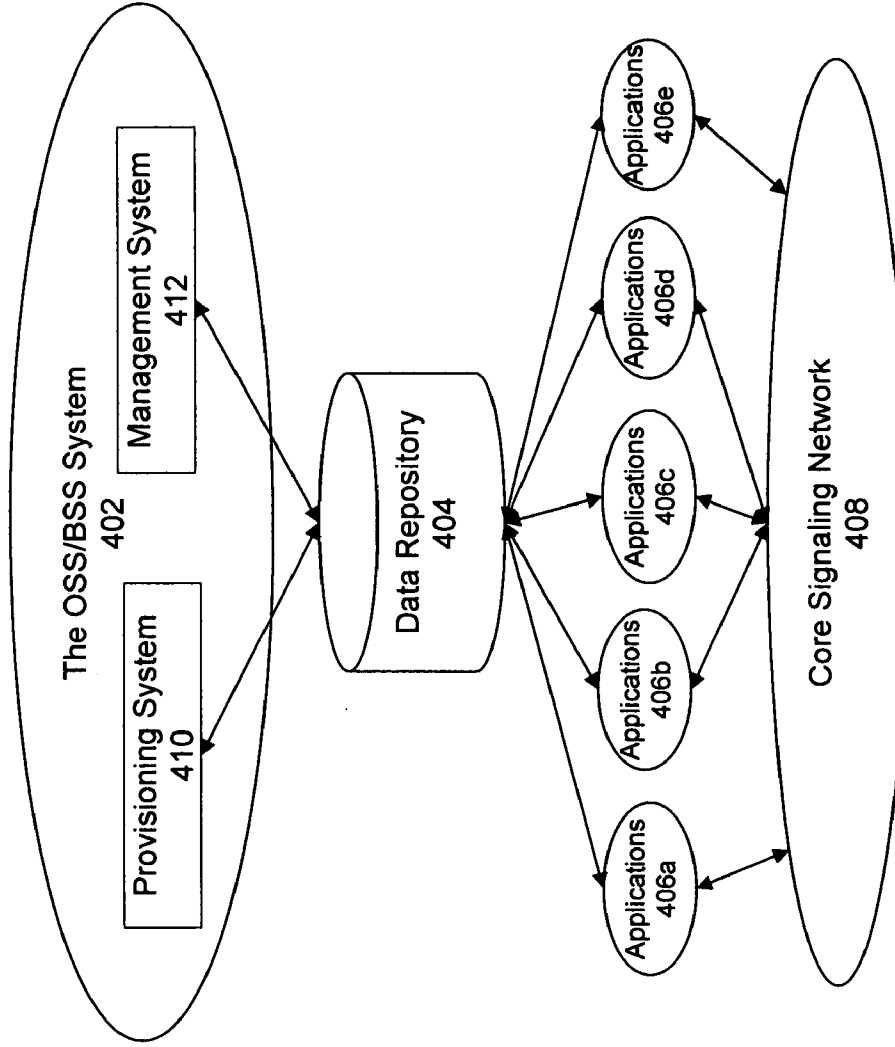 The OSS/BSS System
402
Provisioning System
410
Management System
412
Data Repository
404
Applications
406a
Applications
406b
Applications
406c
Applications
406d
Applications
406e
Core Signaling Network
408